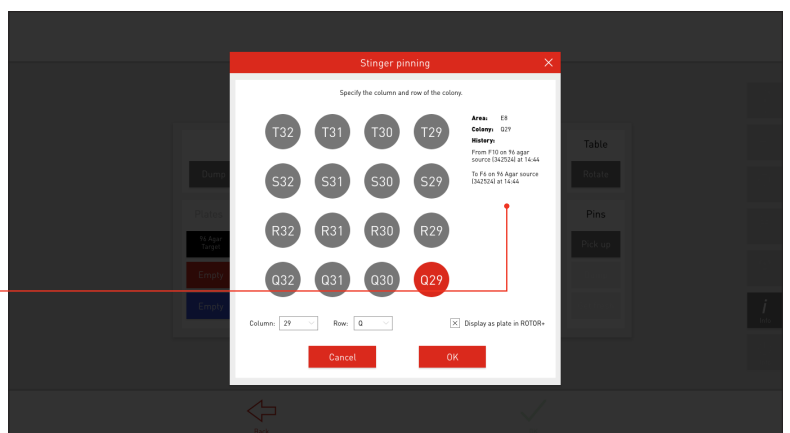 Stinger pinning
Specify the column and row of the colony.
T32 T31 T30 T29
S32 S31 S30 S29
R32 R31 R30 R29
Q32 Q31 Q30 Q29
Area: E8
Colony: Q29
History:
From F10 on 96 agar
source (342524) at 14:44
To F6 on 96 Agar source
(342524) at 14:44
Column: 29 Row: Q
Display as plate in ROTOR+
Cancel OK
Dump
Plates
96 Agar
Target
Empty
Empty
Table
Rotate
Pins
Pick up
i
Info
Back